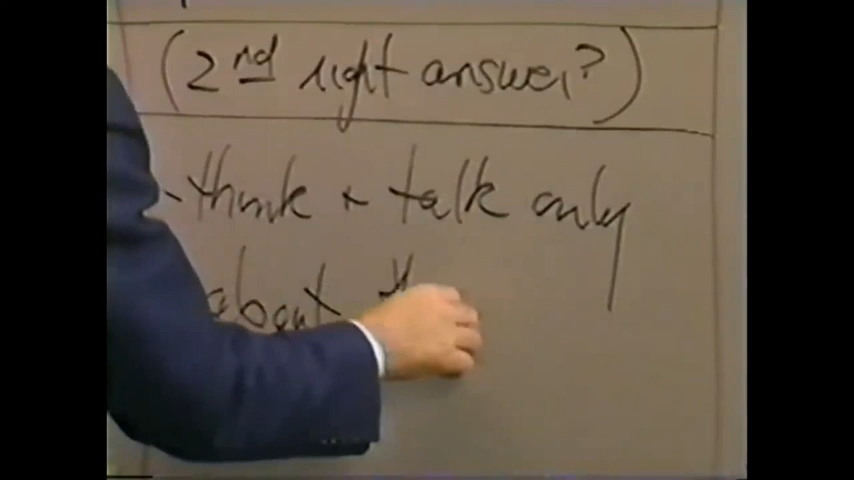 (2nd right answer?)
- think + talk only
about